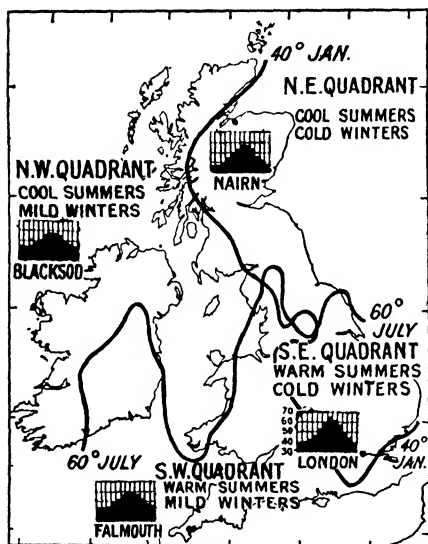 40° JAN.
N.E. QUADRANT
COOL SUMMERS
COLD WINTERS
NAIRN
N.W. QUADRANT
COOL SUMMERS
MILD WINTERS
BLACKSOD
60°
JULY
S.E. QUADRANT
WARM SUMMERS
COLD WINTERS
70
60
50
40
30
LONDON
40°
JAN.
60° JULY
S.W. QUADRANT
WARM SUMMERS
MILD WINTERS
FALMOUTH